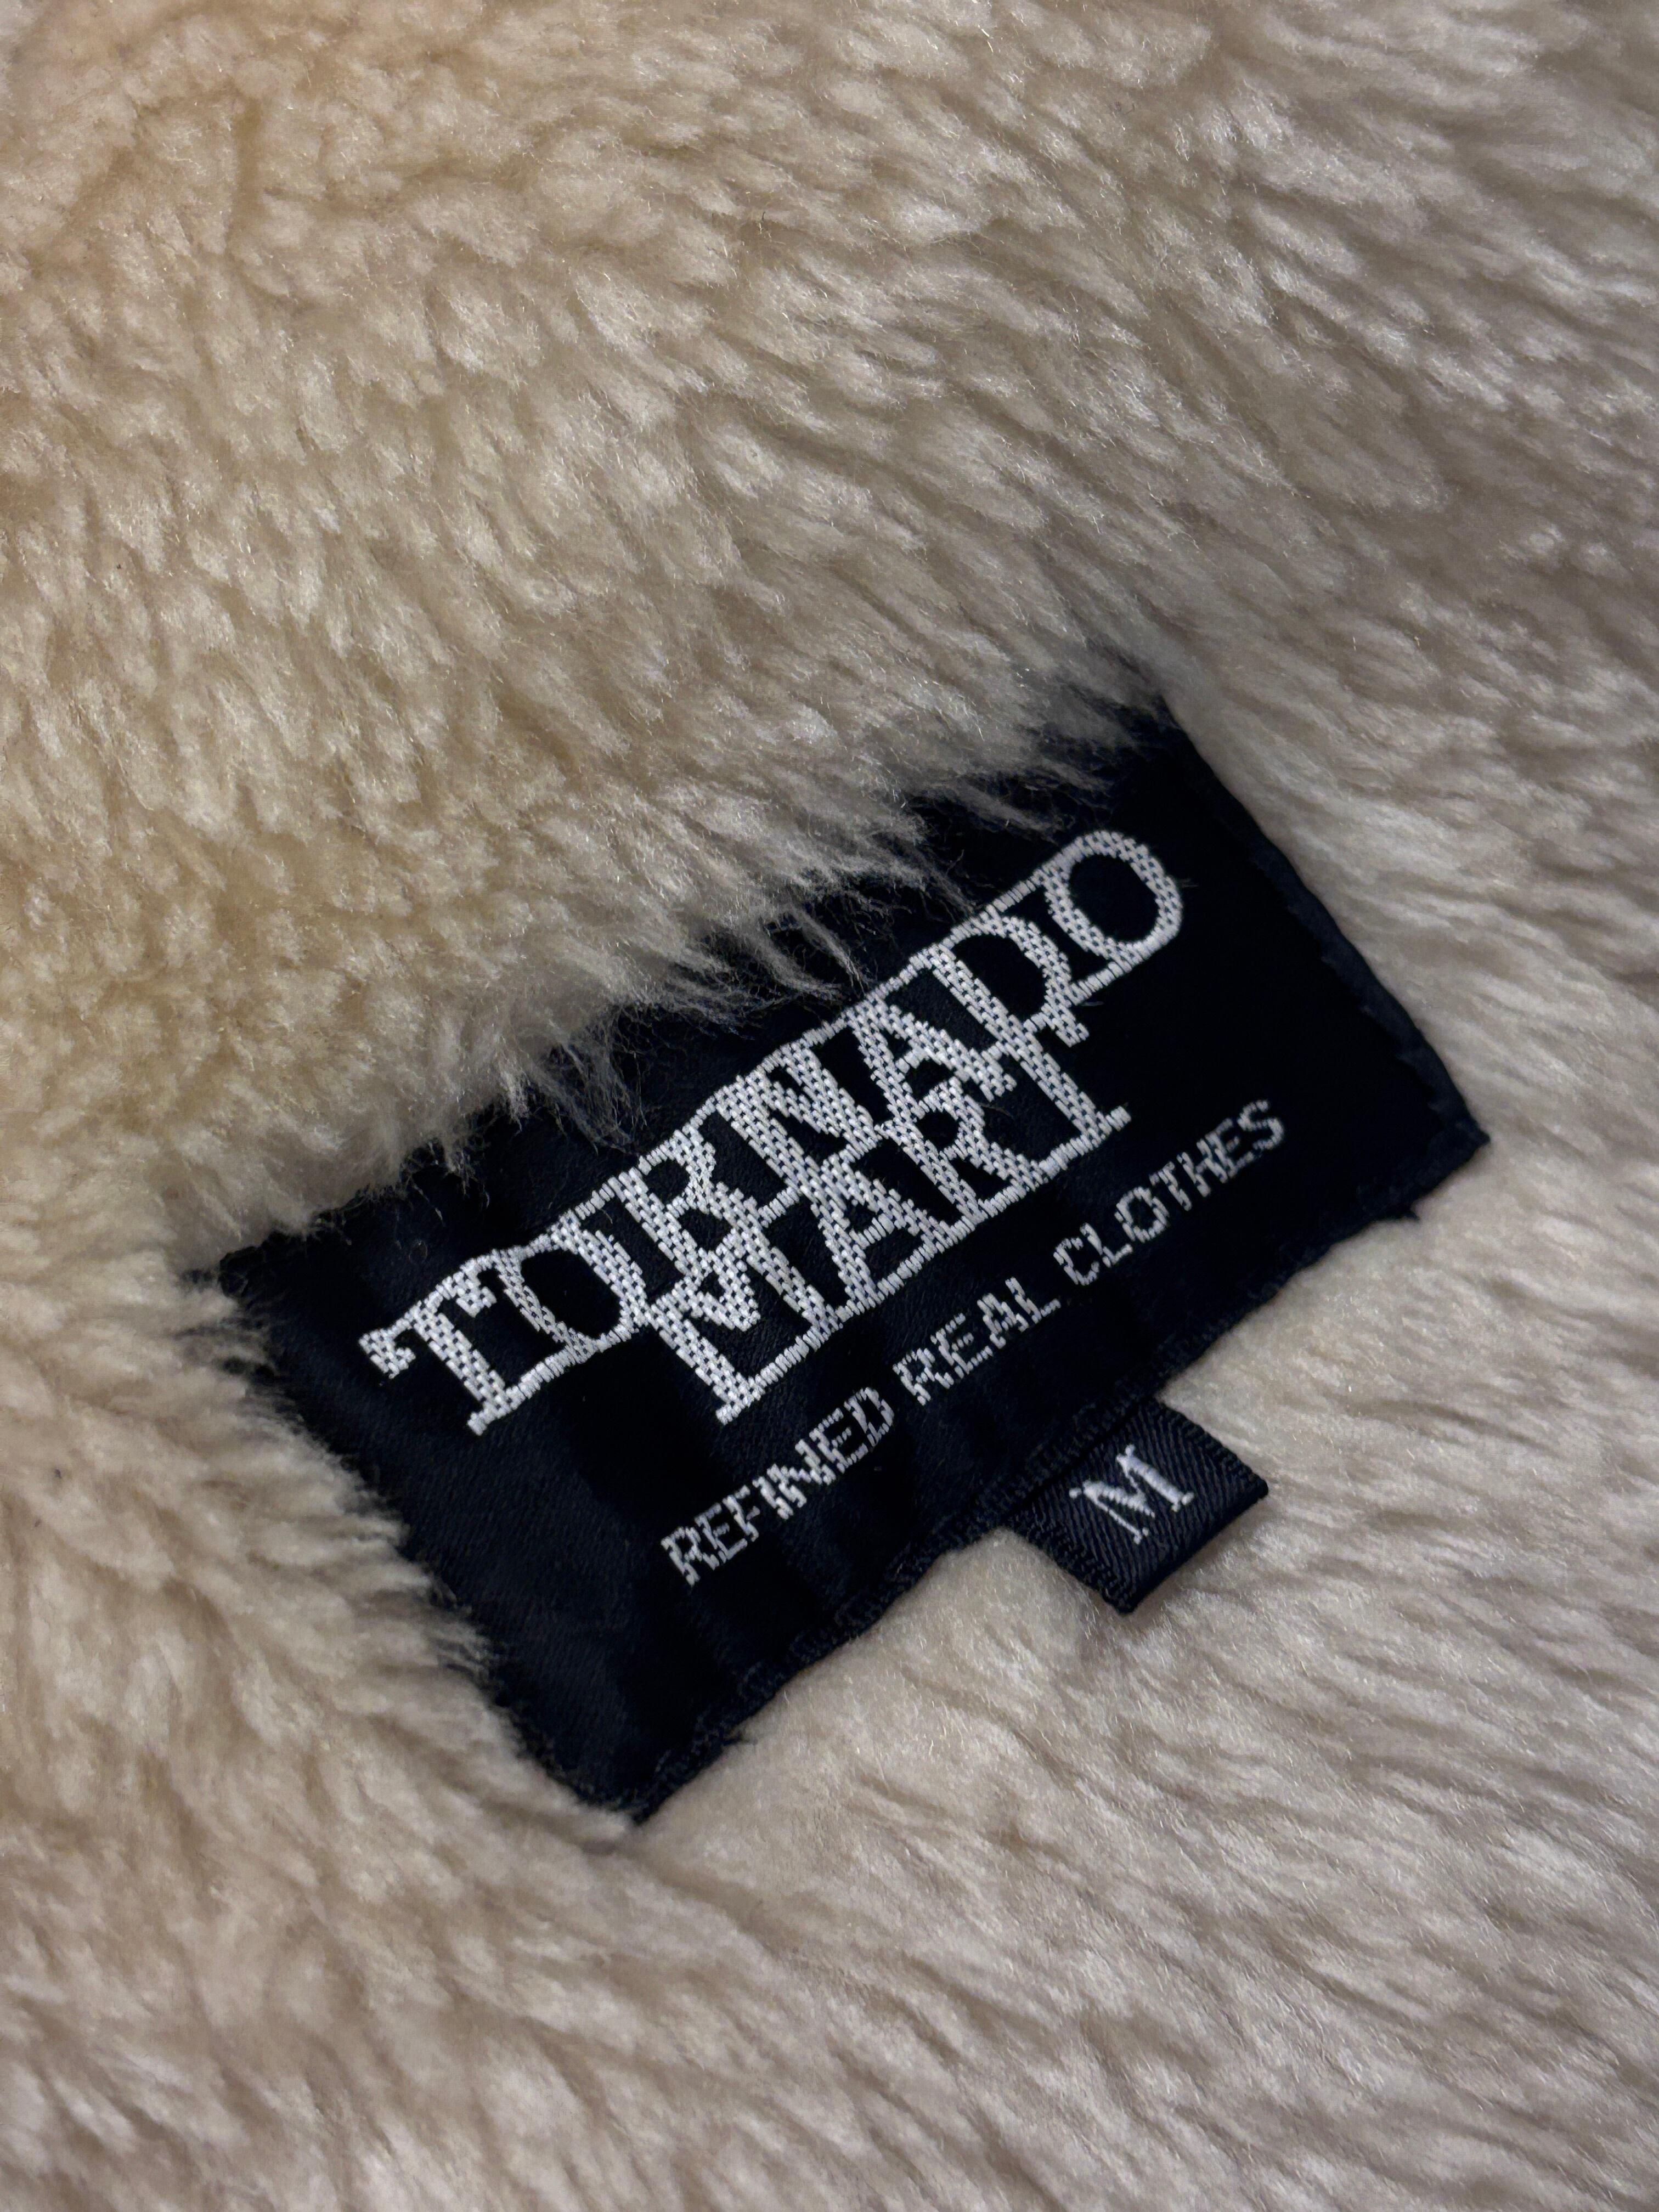 TORNADO
MART
REFINED REAL CLOTHES
M